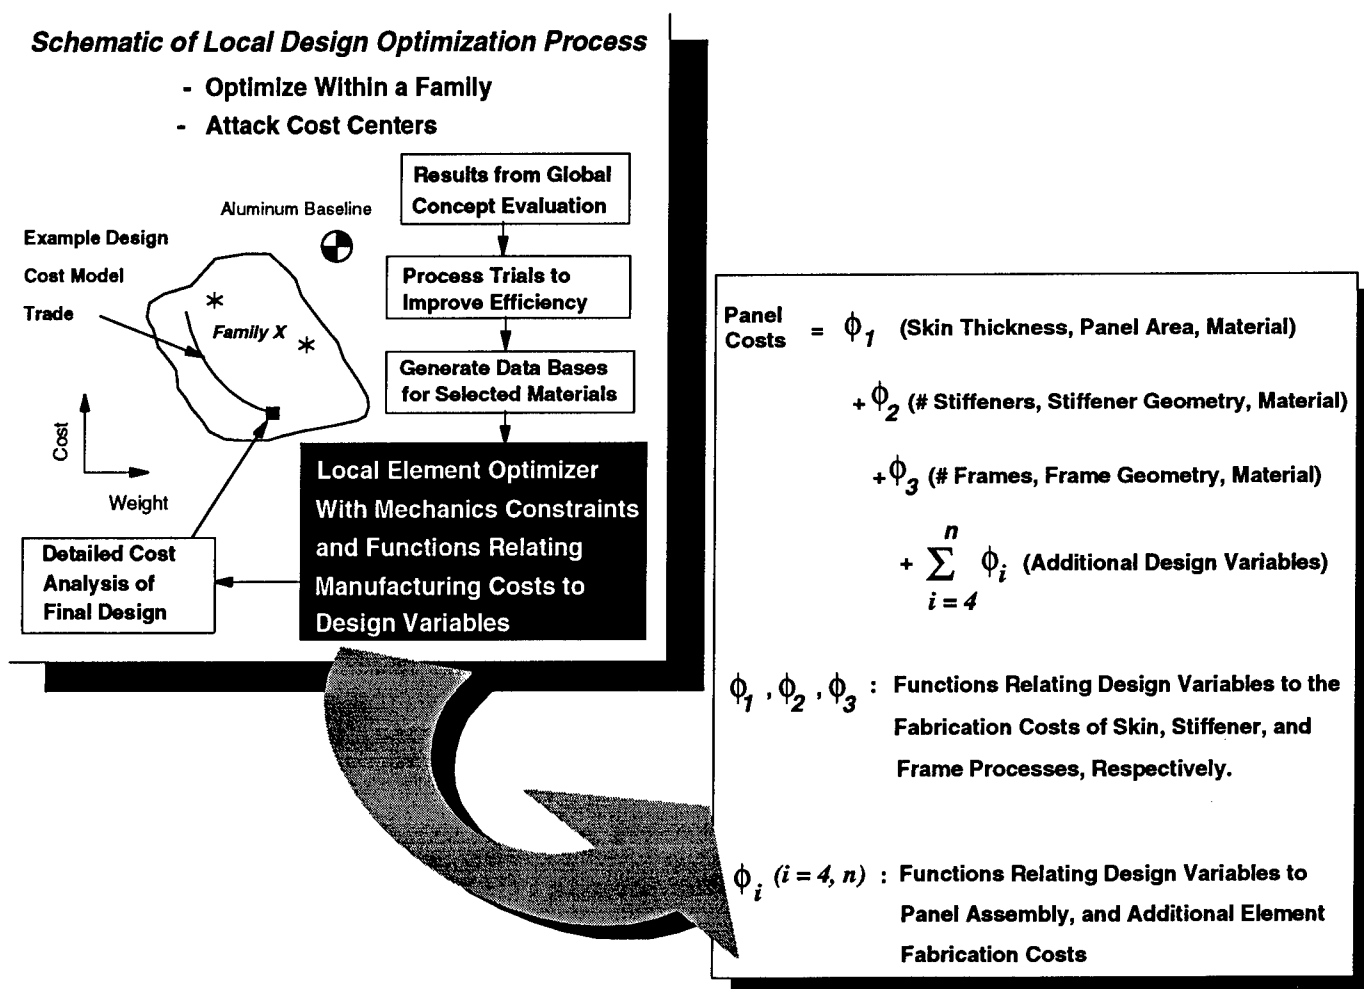 Schematic of Local Design Optimization Process
- Optimize Within a Family
- Attack Cost Centers
Results from Global
Concept Evaluation
Aluminum Baseline
Example Design
Cost Model
Trade
Family X
Process Trials to
Improve Efficiency
Generate Data Bases
for Selected Materials
Cost
Weight
Local Element Optimizer
With Mechanics Constraints
and Functions Relating
Manufacturing Costs to
Design Variables
Detailed Cost
Analysis of
Final Design
Panel
Costs = ϕ1 (Skin Thickness, Panel Area, Material)
+ ϕ2 (# Stiffeners, Stiffener Geometry, Material)
+ ϕ3 (# Frames, Frame Geometry, Material)
n
+ ∑ ϕi (Additional Design Variables)
i = 4
ϕ1 , ϕ2 , ϕ3 : Functions Relating Design Variables to the
Fabrication Costs of Skin, Stiffener, and
Frame Processes, Respectively.
ϕi (i = 4, n) : Functions Relating Design Variables to
Panel Assembly, and Additional Element
Fabrication Costs